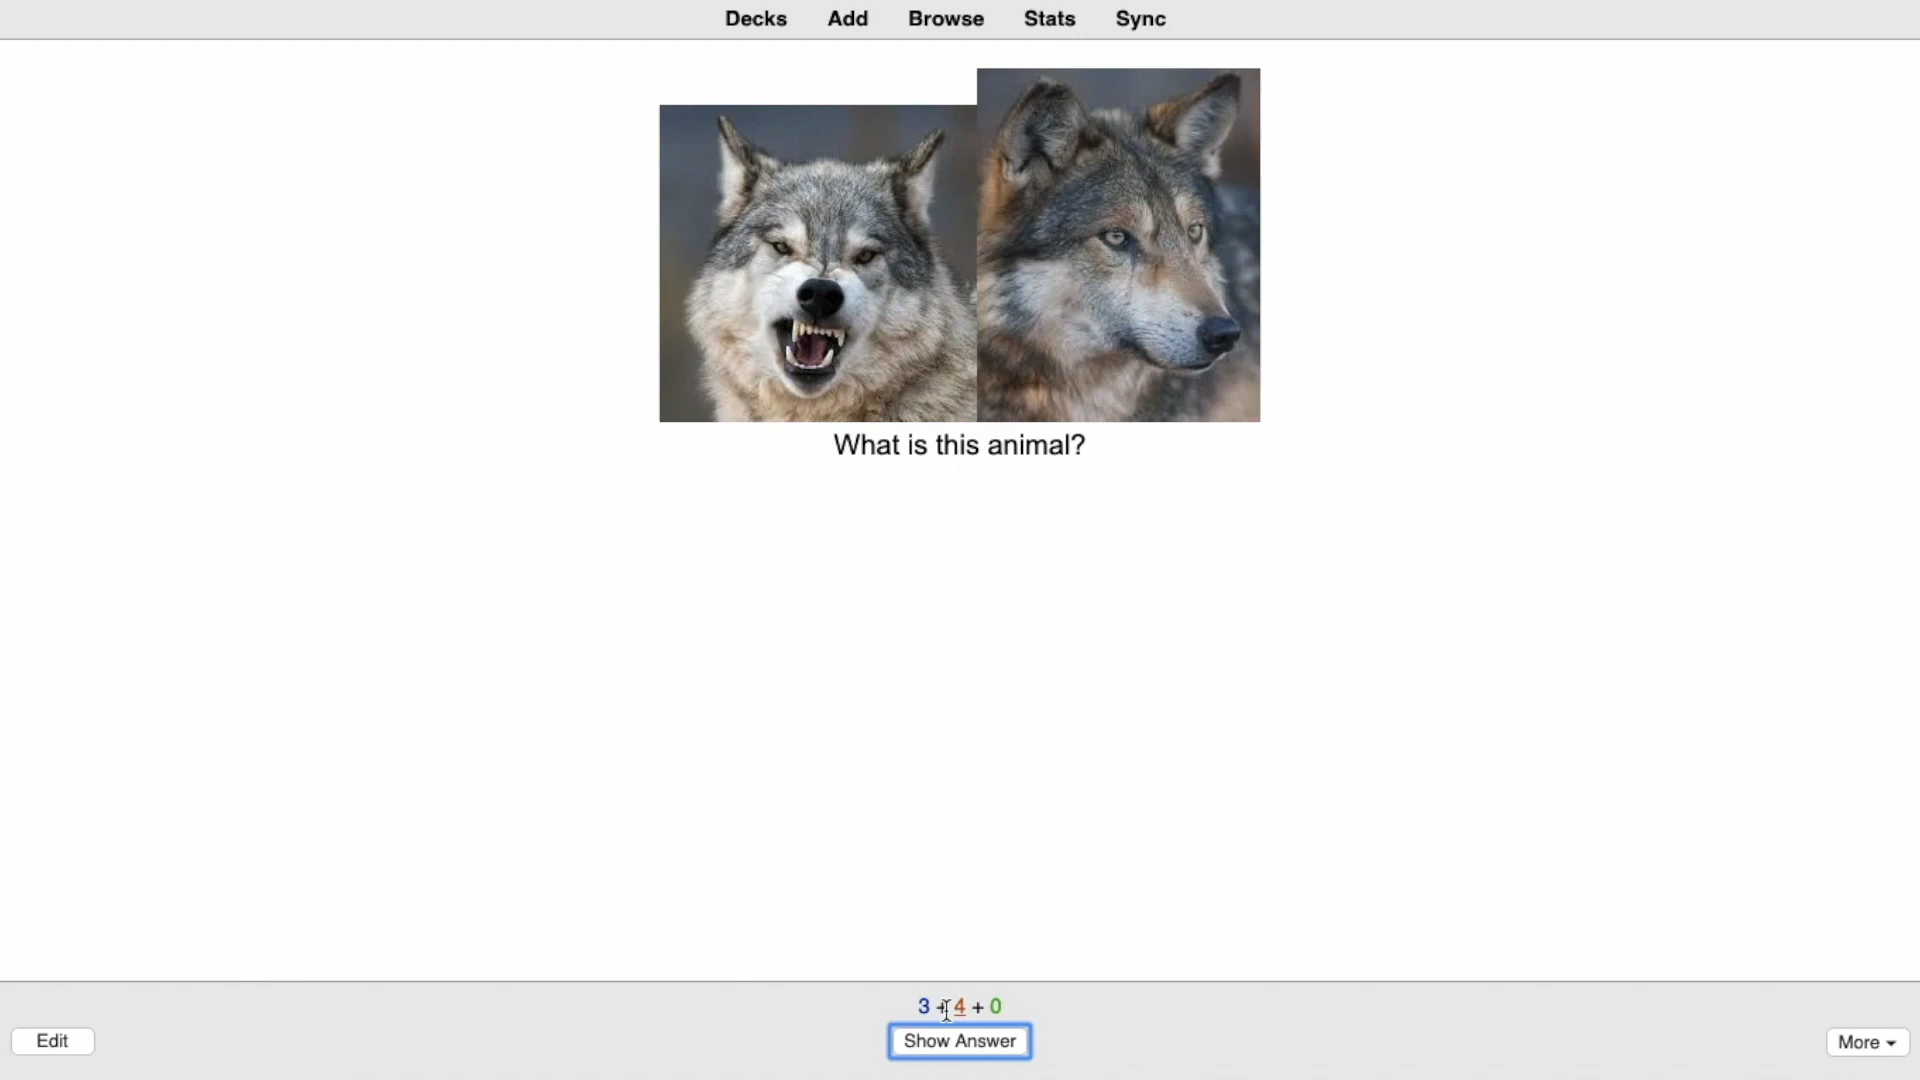 Decks Add Browse Stats Sync
What is this animal?
3 + 4 + 0
Edit Show Answer More